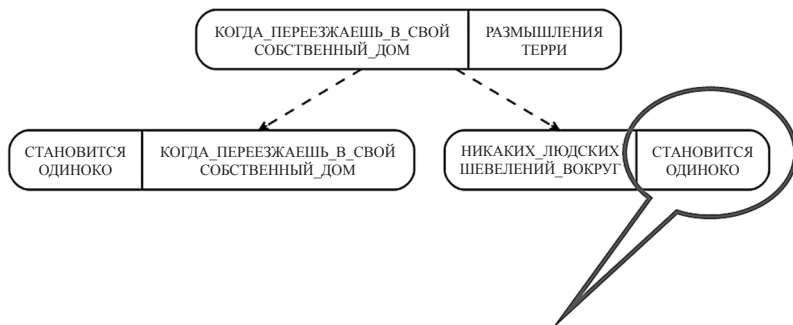 КОГДА_ПЕРЕЕЗЖАЕШЬ_В_СВОЙ
СОБСТВЕННЫЙ_ДОМ
РАЗМЫШЛЕНИЯ
ТЕРРИ
СТАНОВИТСЯ
ОДИНОКО
КОГДА_ПЕРЕЕЗЖАЕШЬ_В_СВОЙ
СОБСТВЕННЫЙ_ДОМ
НИКАКИХ_ЛЮДСКИХ
ШЕВЕЛЕНИЙ_ВОКРУГ
СТАНОВИТСЯ
ОДИНОКО